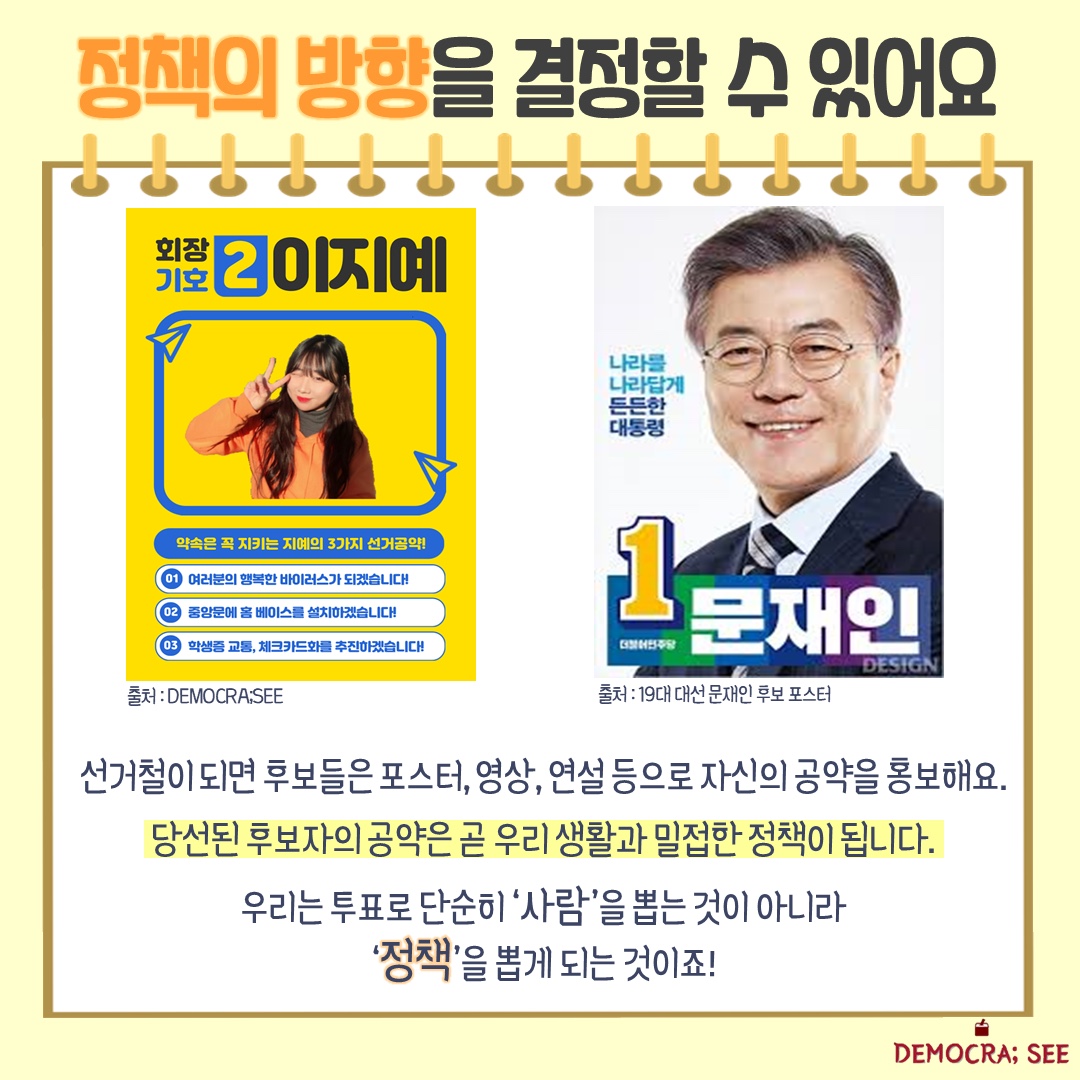 정책의 방향을 결정할 수 있어요
회장
기호
2
이지예
약속은 꼭 지키는 지예의 3가지 선거공약!
01 여러분의 행복한 바이러스가 되겠습니다!
02 중앙문에 홈 베이스를 설치하겠습니다!
03 학생증 교통, 체크카드화를 추진하겠습니다!
출처 : DEMOCRA;SEE
나라를
나라답게
든든한
대통령
1
더불어민주당
문재인
DESIGN
출처 : 19대 대선 문재인 후보 포스터
선거철이 되면 후보들은 포스터, 영상, 연설 등으로 자신의 공약을 홍보해요.
당선된 후보자의 공약은 곧 우리 생활과 밀접한 정책이 됩니다.
우리는 투표로 단순히 ‘사람’을 뽑는 것이 아니라
‘정책’을 뽑게 되는 것이죠!
DEMOCRA; SEE